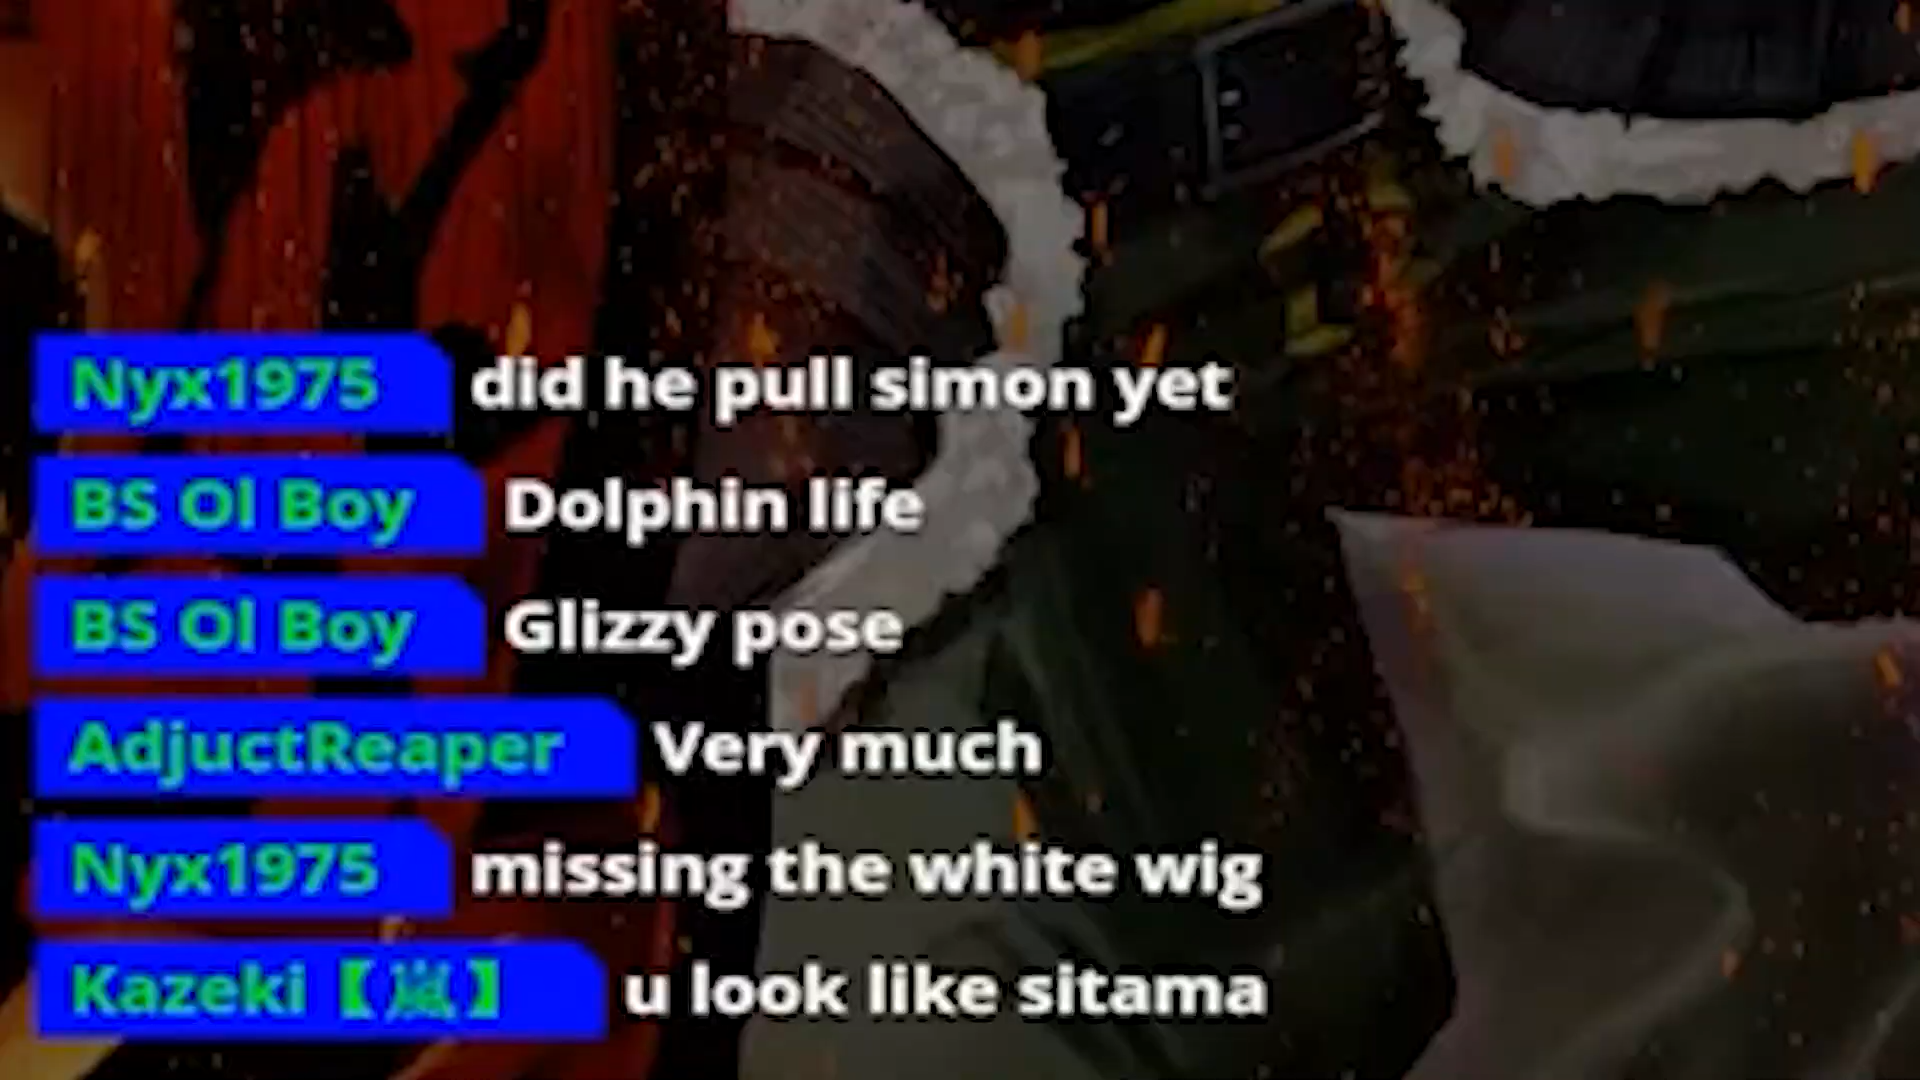 Nyx1975 did he pull simon yet
BS Ol Boy Dolphin life
BS Ol Boy Glizzy pose
AdjuctReaper Very much
Nyx1975 missing the white wig
Kazeki【嵐】 u look like sitama